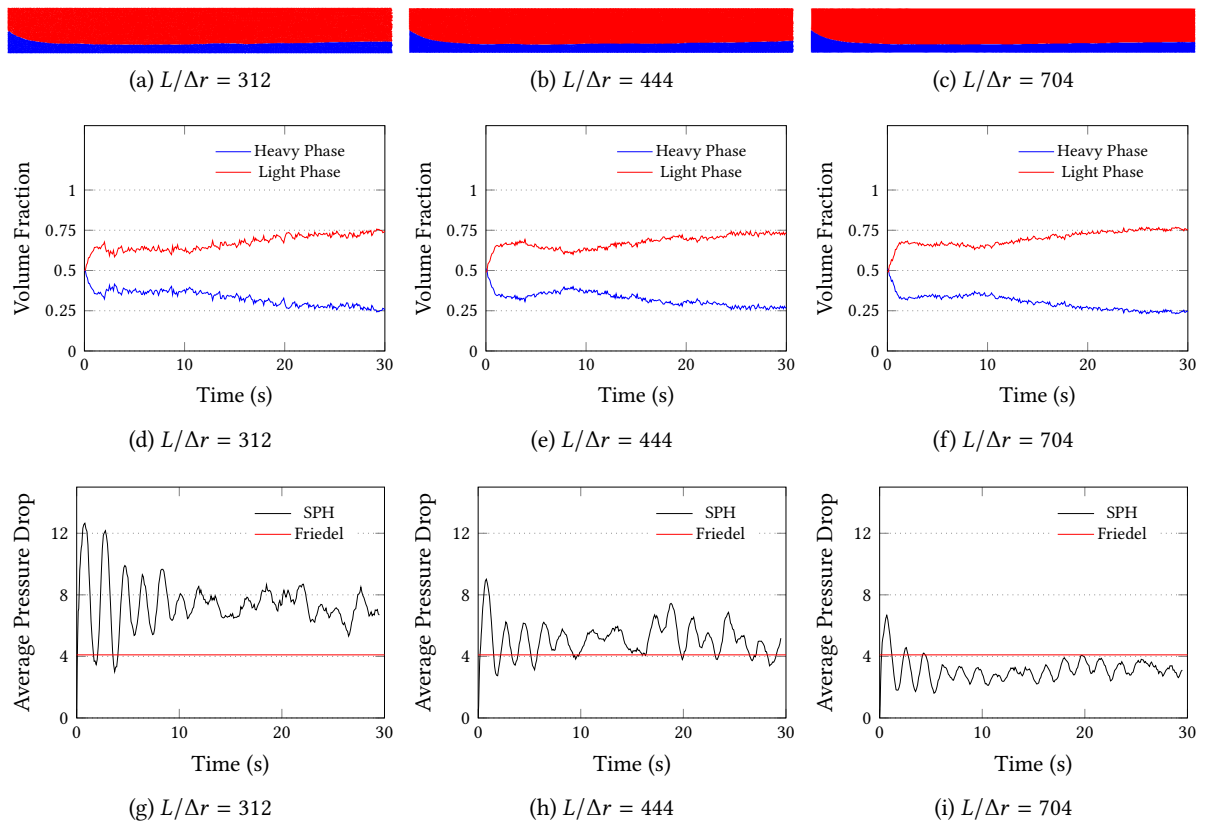 (a) L/Δr = 312
(b) L/Δr = 444
(c) L/Δr = 704
Volume Fraction
1
0.75
0.5
0.25
0
Heavy Phase
Light Phase
0 10 20 30
Time (s)
(d) L/Δr = 312
Volume Fraction
1
0.75
0.5
0.25
0
Heavy Phase
Light Phase
0 10 20 30
Time (s)
(e) L/Δr = 444
Volume Fraction
1
0.75
0.5
0.25
0
Heavy Phase
Light Phase
0 10 20 30
Time (s)
(f) L/Δr = 704
Average Pressure Drop
12
8
4
0
SPH
Friedel
0 10 20 30
Time (s)
(g) L/Δr = 312
Average Pressure Drop
12
8
4
0
SPH
Friedel
0 10 20 30
Time (s)
(h) L/Δr = 444
Average Pressure Drop
12
8
4
0
SPH
Friedel
0 10 20 30
Time (s)
(i) L/Δr = 704